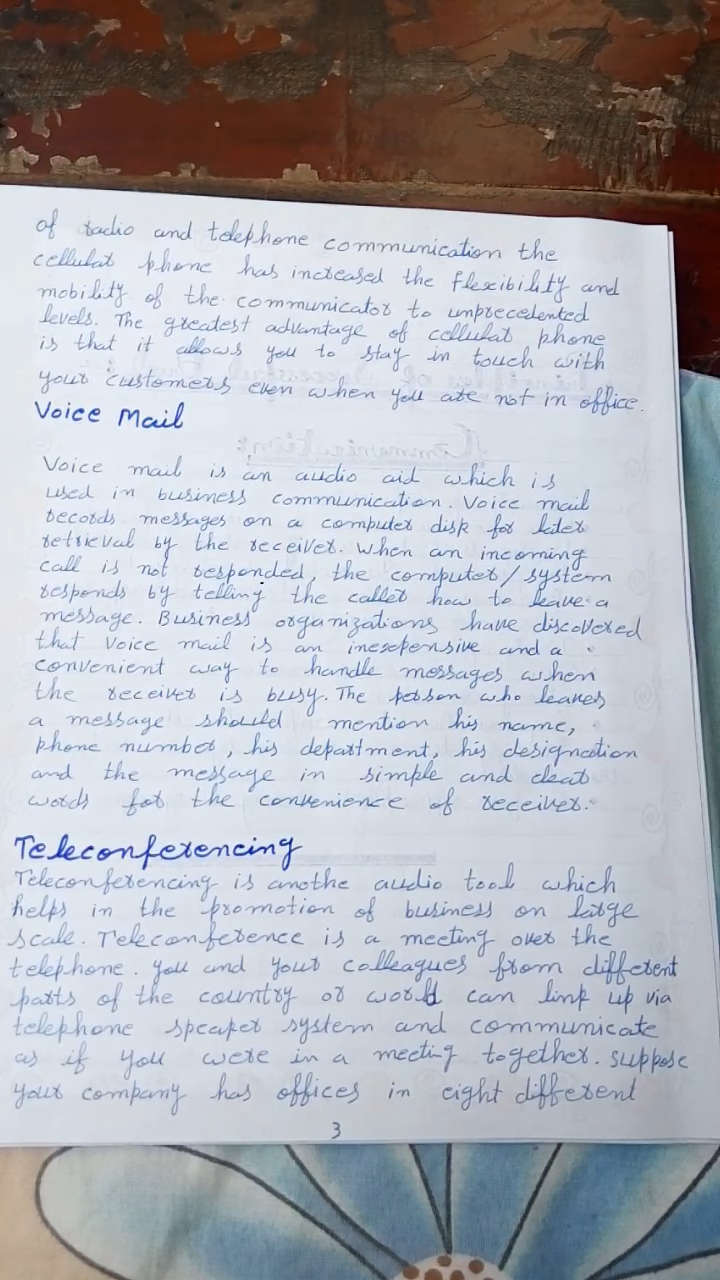 of radio and telephone communication the
cellular phone has increased the flexibility and
mobility of the communicator to unprecedented
levels. The greatest advantage of cellular phone
is that it allows you to stay in touch with
your customers even when you are not in office.
Voice Mail
Voice mail is an audio aid which is
used in business communication. Voice mail
records messages on a computer disk for later
retrieval by the receiver. When an incoming
call is not responded, the computer/system
responds by telling the caller how to leave a
message. Business organizations have discovered
that voice mail is an inexpensive and a
convenient way to handle messages when
the receiver is busy. The person who leaves
a message should mention his name,
phone number, his department, his designation
and the message in simple and clear
words for the convenience of receiver.
Teleconferencing
Teleconferencing is anothe audio tool which
helps in the promotion of business on large
scale. Teleconference is a meeting over the
telephone. you and your colleagues from different
parts of the country or world can link up via
telephone speaper system and communicate
as if you were in a meeting together. suppose
your company has offices in eight different
3